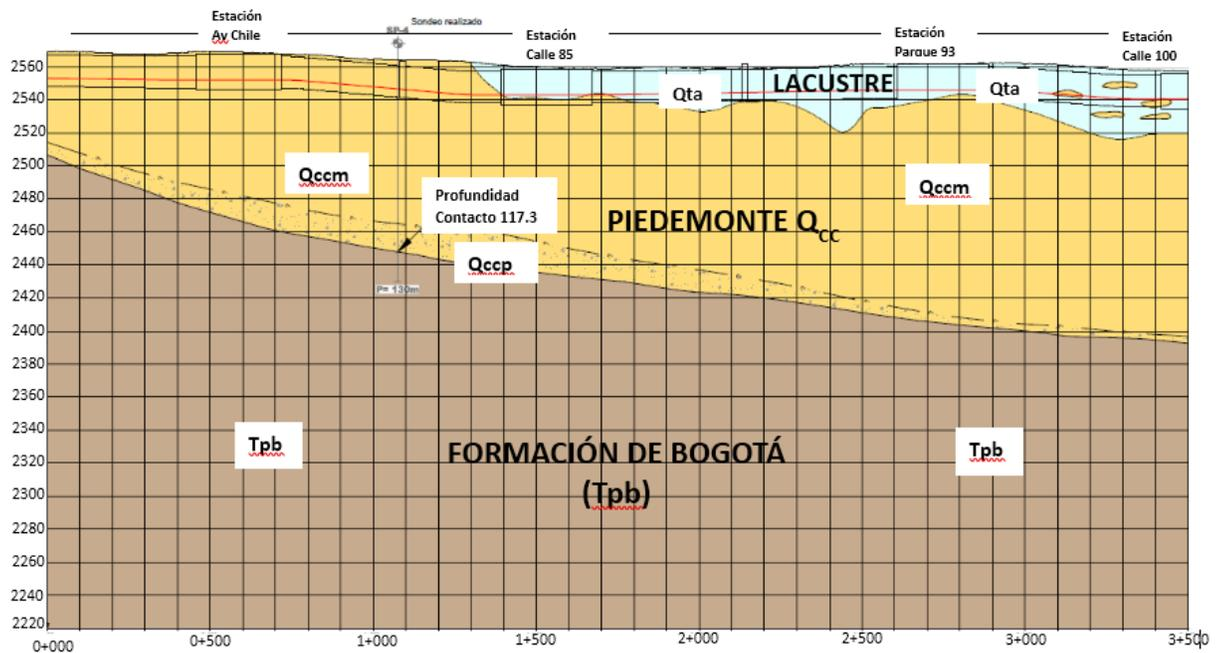 Estación
Av Chile
Sondeo realizado
SP-4
Estación
Calle 85
Estación
Parque 93
Estación
Calle 100
2560
2540
2520
2500
2480
2460
2440
2420
2400
2380
2360
2340
2320
2300
2280
2260
2240
2220
Qta
LACUSTRE
Qta
Qccm
Profundidad
Contacto 117.3
Qccm
PIEDEMONTE QCC
Qccp
P= 130m
Tpb
FORMACIÓN DE BOGOTÁ
(Tpb)
Tpb
0+000
0+500
1+000
1+500
2+000
2+500
3+000
3+500